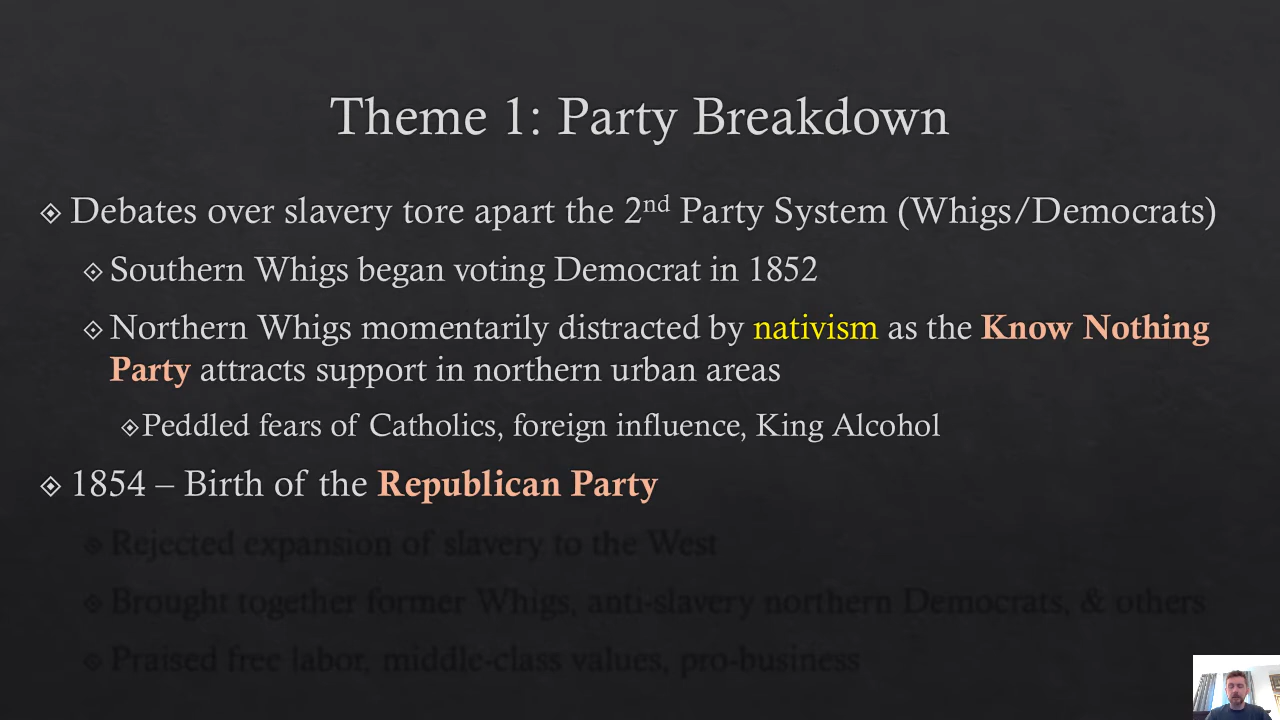 Theme 1: Party Breakdown
Debates over slavery tore apart the 2nd Party System (Whigs/Democrats)
Southern Whigs began voting Democrat in 1852
Northern Whigs momentarily distracted by nativism as the Know Nothing
Party attracts support in northern urban areas
Peddled fears of Catholics, foreign influence, King Alcohol
1854 – Birth of the Republican Party
Rejected expansion of slavery to the West
Brought together former Whigs, anti-slavery northern Democrats, & others
Praised free labor, middle-class values, pro-business